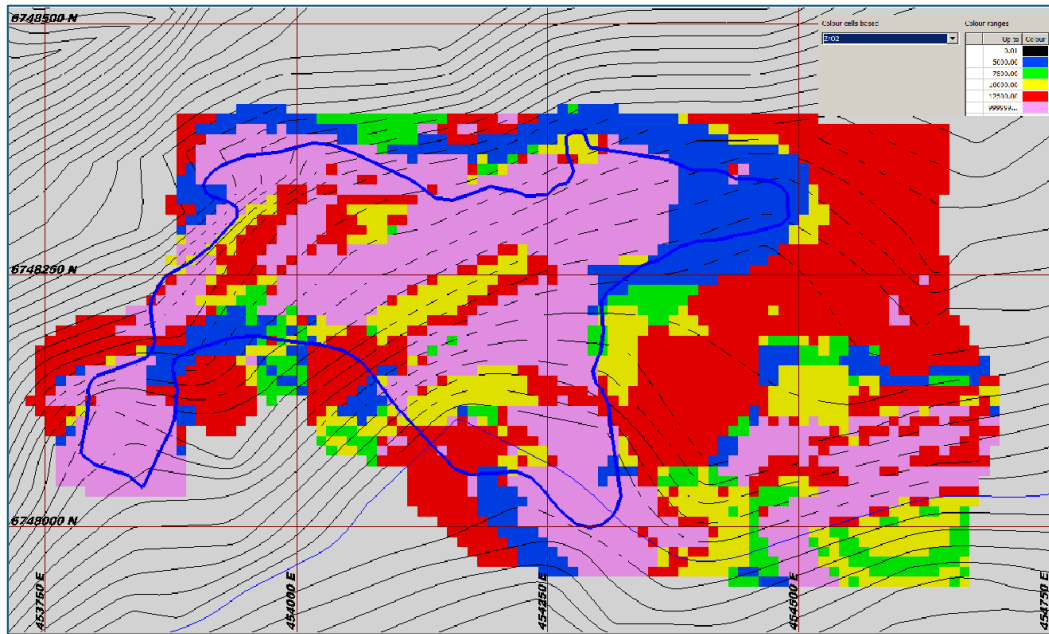 6748500 N
Colour cells based
Colour ranges
ZrO2
Up to Colour
0.01
5000.00
7500.00
10000.00
12500.00
999999...
6748250 N
6748000 N
453750 E
454000 E
454250 E
454500 E
454750 E